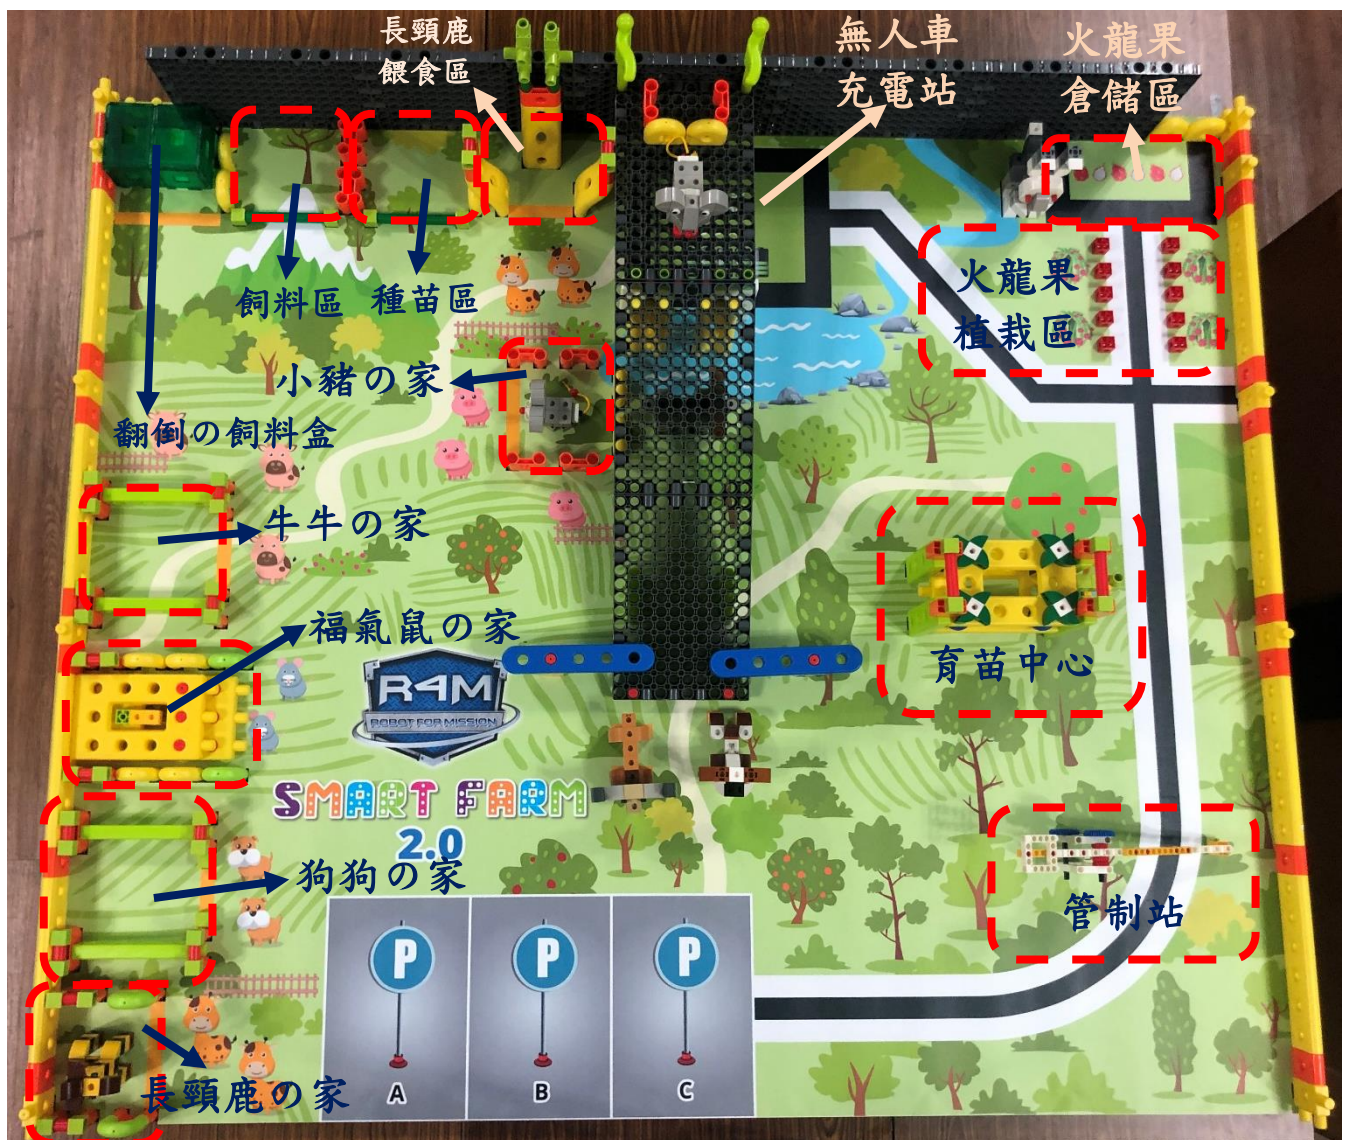 長頸鹿
餵食區
無人車
充電站
火龍果
倉儲區
飼料區
種苗區
火龍果
植栽區
小豬の家
翻倒の飼料盒
牛牛の家
福氣鼠の家
育苗中心
R4M
ROBOT FOR MISSION
SMART FARM
2.0
狗狗の家
管制站
P
P
P
長頸鹿の家
A
B
C